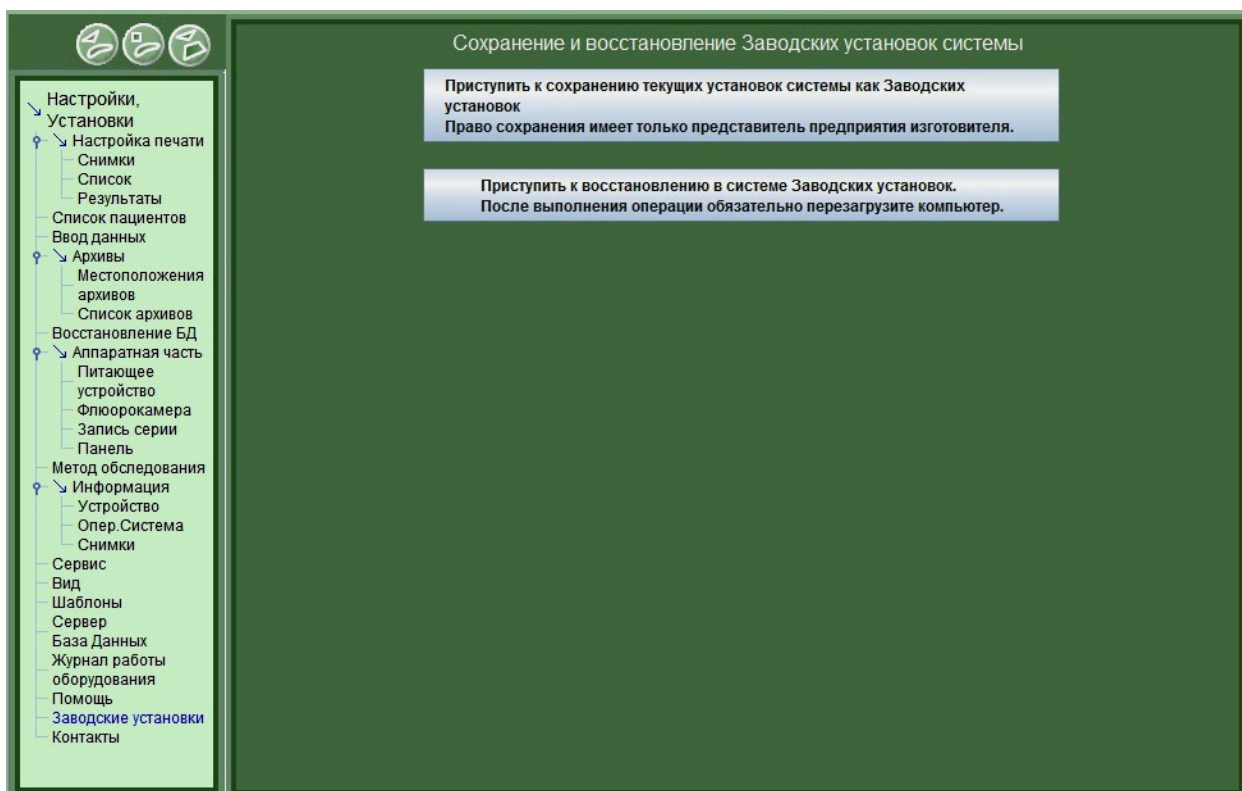 Настройки,
Установки
Настройка печати
Снимки
Список
Результаты
Список пациентов
Ввод данных
Архивы
Местоположения
архивов
Список архивов
Восстановление БД
Аппаратная часть
Питающее
устройство
Флюорокамера
Запись серии
Панель
Метод обследования
Информация
Устройство
Опер.Система
Снимки
Сервис
Вид
Шаблоны
Сервер
База Данных
Журнал работы
оборудования
Помощь
Заводские установки
Контакты
Сохранение и восстановление Заводских установок системы
Приступить к сохранению текущих установок системы как Заводских
установок
Право сохранения имеет только представитель предприятия изготовителя.
Приступить к восстановлению в системе Заводских установок.
После выполнения операции обязательно перезагрузите компьютер.